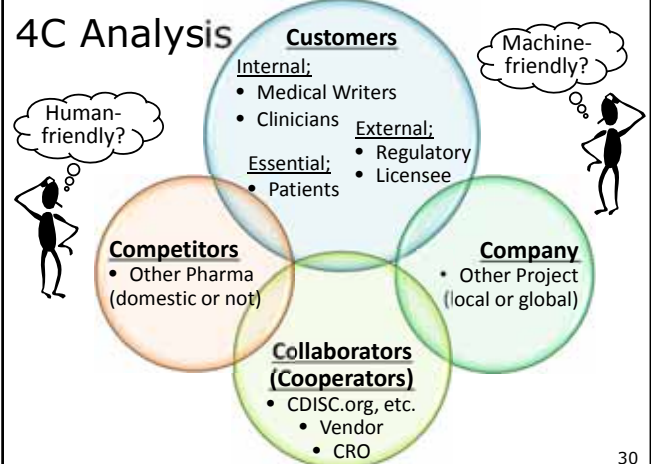 4C Analysis
Customers
Internal;
• Medical Writers
• Clinicians
External;
• Regulatory
• Licensee
Essential;
• Patients
Human-
friendly?
Machine-
friendly?
Competitors
• Other Pharma
(domestic or not)
Company
• Other Project
(local or global)
Collaborators
(Cooperators)
• CDISC.org, etc.
• Vendor
• CRO
30